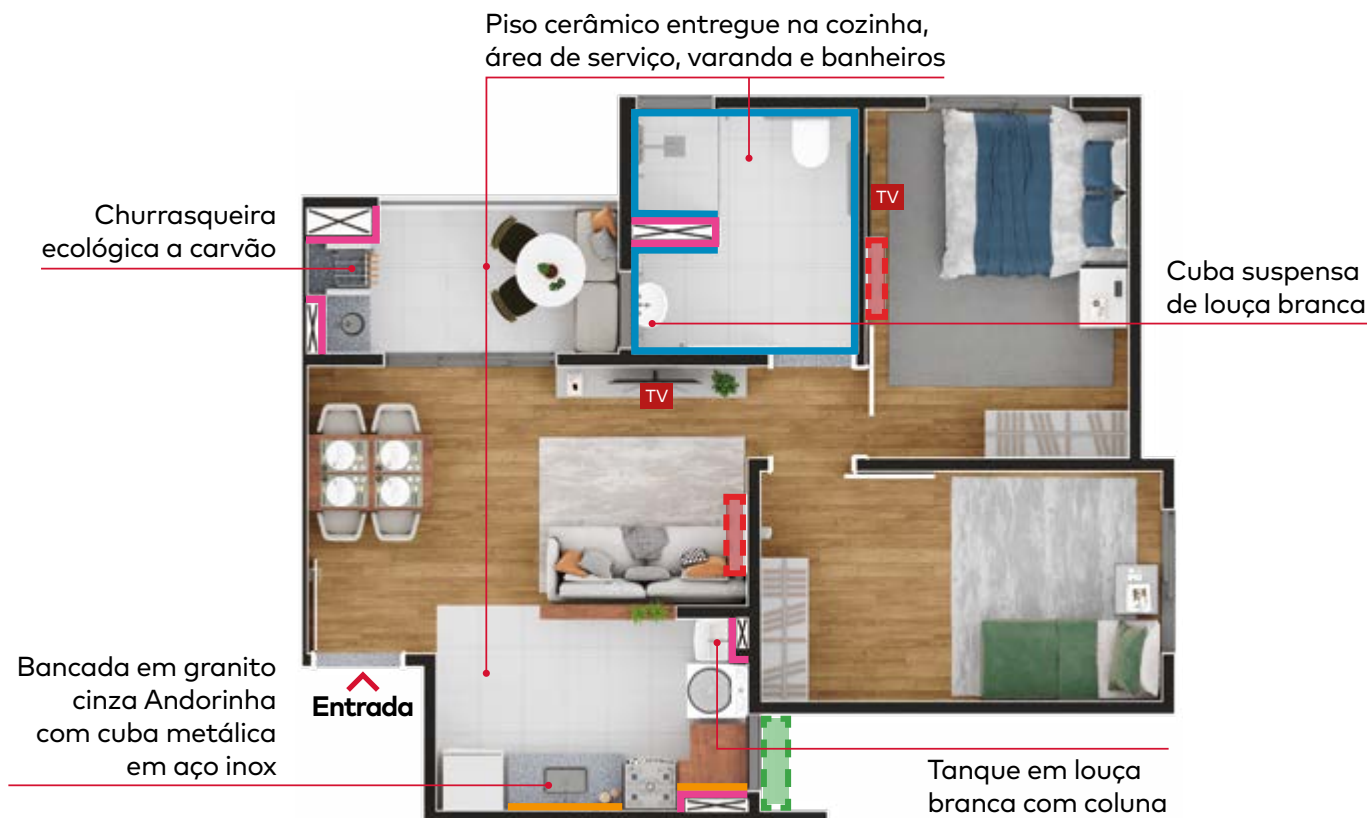 Piso cerâmico entregue na cozinha,
área de serviço, varanda e banheiros
Churrasqueira
ecológica a carvão
TV
Cuba suspensa
de louça branca
TV
Bancada em granito
cinza Andorinha
com cuba metálica
em aço inox
Entrada
Tanque em louça
branca com coluna